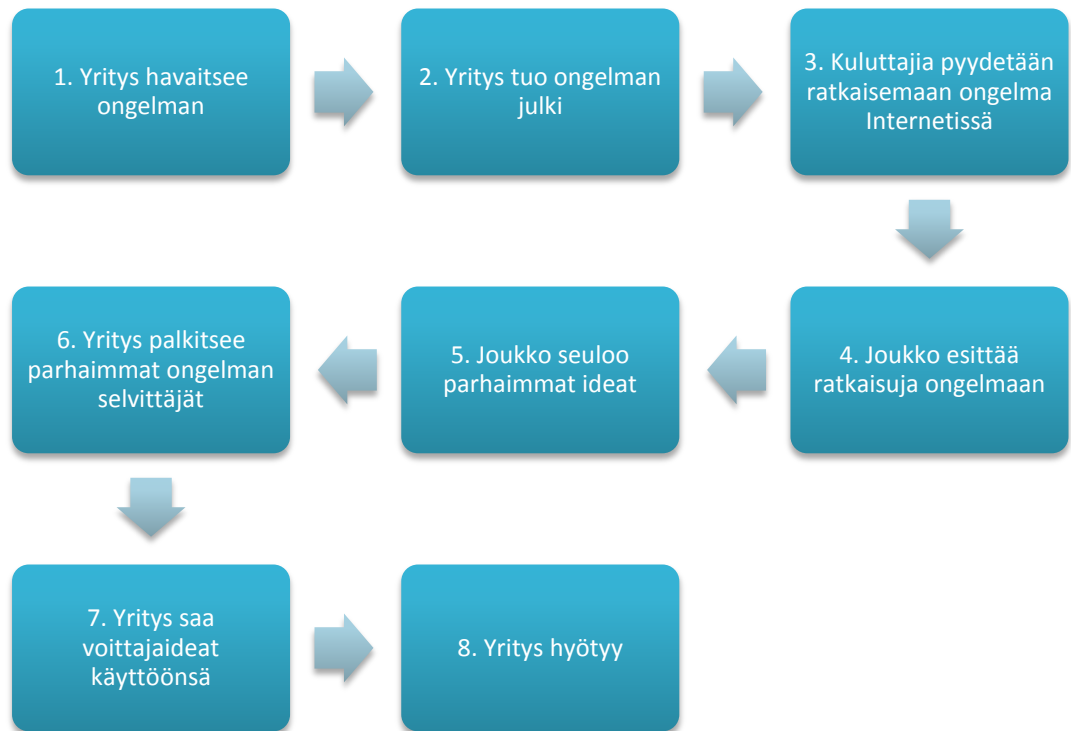 1. Yritys havaitsee
ongelman
2. Yritys tuo ongelman
julki
3. Kuluttajia pyydetään
ratkaisemaan ongelma
Internetissä
4. Joukko esittää
ratkaisuja ongelmaan
5. Joukko seuloo
parhaimmat ideat
6. Yritys palkitsee
parhaimmat ongelman
selvittäjät
7. Yritys saa
voittajaideat
käyttöönsä
8. Yritys hyötyy